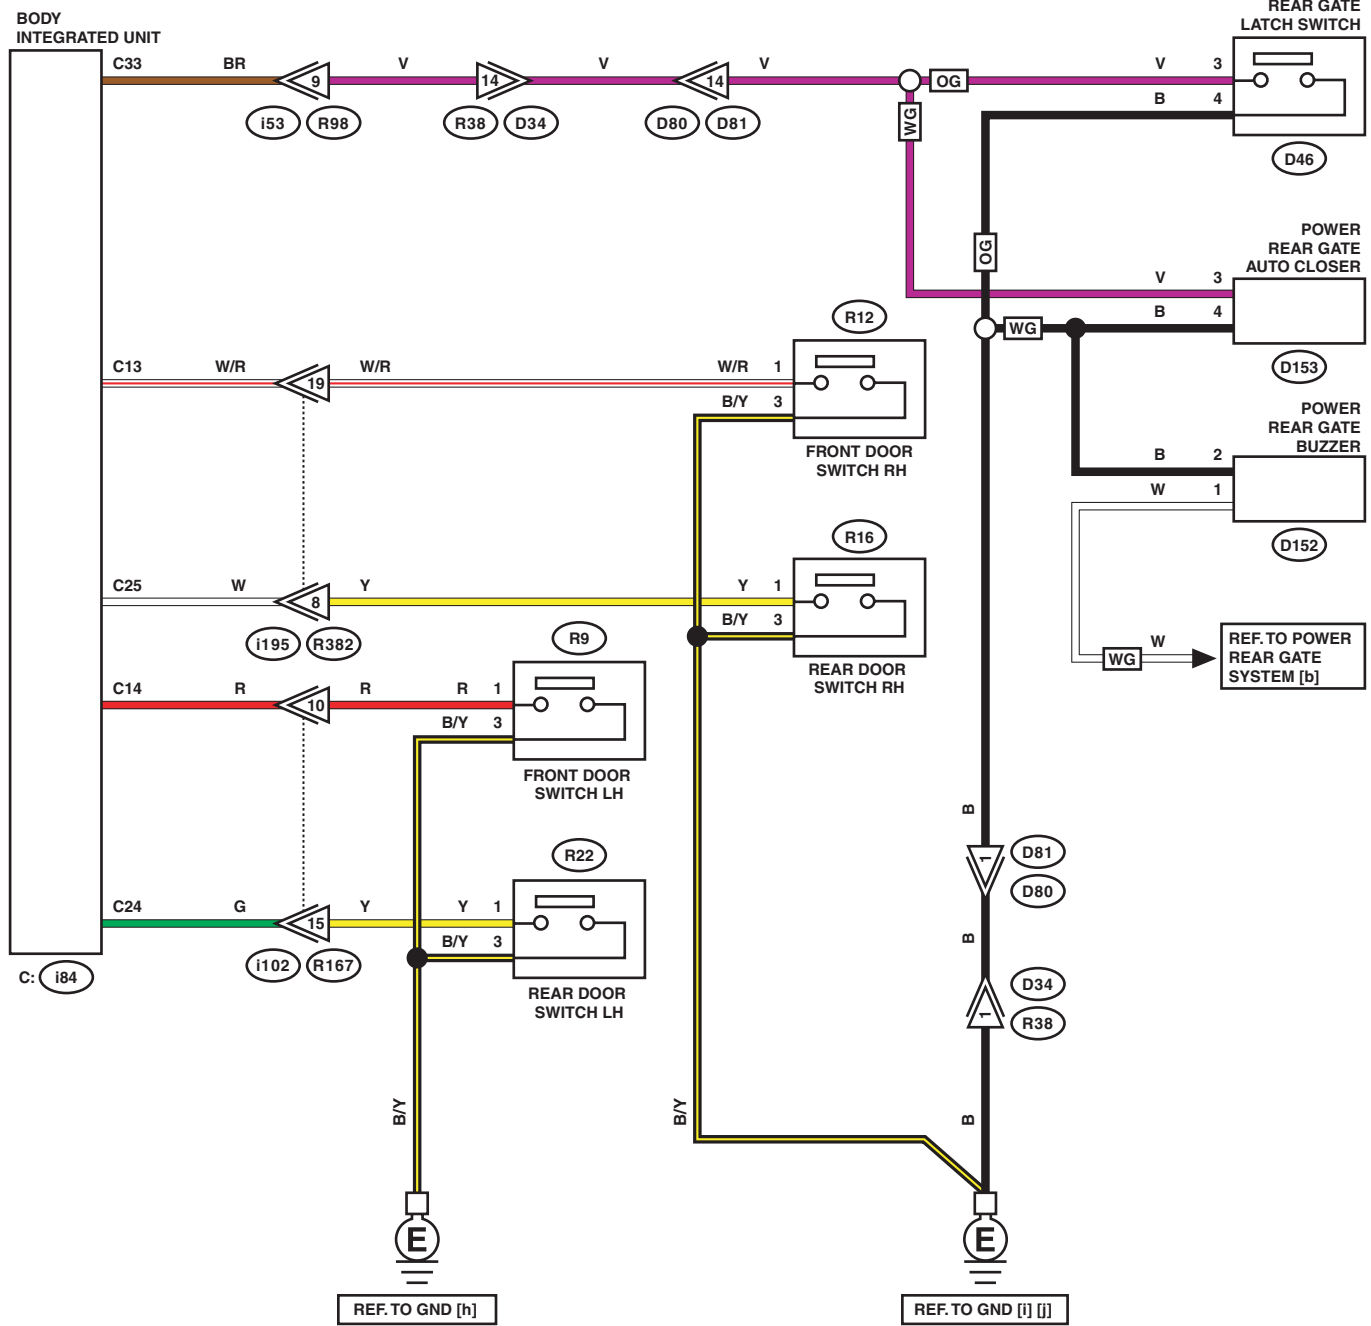 BODY
INTEGRATED UNIT
REAR GATE
LATCH SWITCH
C33 BR 9 V 14 V 14 V OG V 3
B 4
i53 R98 R38 D34 D80 D81
WG
D46
OG
POWER
REAR GATE
AUTO CLOSER
V 3
WG B 4
D153
R12
C13 W/R 19 W/R W/R 1
B/Y 3
FRONT DOOR
SWITCH RH
POWER
REAR GATE
BUZZER
B 2
W 1
D152
R16
C25 W 8 Y Y 1
B/Y 3
i195 R382
REAR DOOR
SWITCH RH
WG W
REF. TO POWER
REAR GATE
SYSTEM [b]
R9
C14 R 10 R R 1
B/Y 3
FRONT DOOR
SWITCH LH
B
1
D81
D80
R22
C24 G 15 Y Y 1
B/Y 3
i102 R167
REAR DOOR
SWITCH LH
C: i84
B
1
D34
R38
B/Y
B/Y
B
E
E
REF. TO GND [h]
REF. TO GND [i] [j]